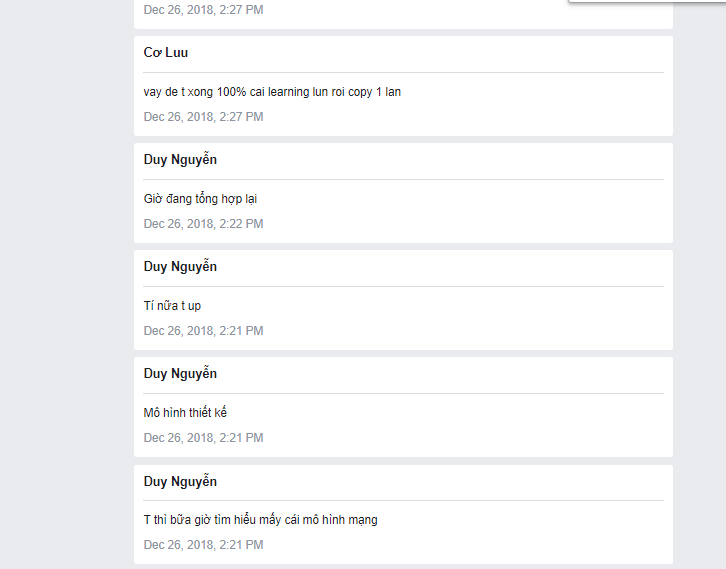 Dec 26, 2018, 2:27 PM
Cơ Luu
vay de t xong 100% cai learning lun roi copy 1 lan
Dec 26, 2018, 2:27 PM
Duy Nguyễn
Giờ đang tổng hợp lại
Dec 26, 2018, 2:22 PM
Duy Nguyễn
Tí nữa t up
Dec 26, 2018, 2:21 PM
Duy Nguyễn
Mô hình thiết kế
Dec 26, 2018, 2:21 PM
Duy Nguyễn
T thì bữa giờ tìm hiểu mấy cái mô hình mạng
Dec 26, 2018, 2:21 PM